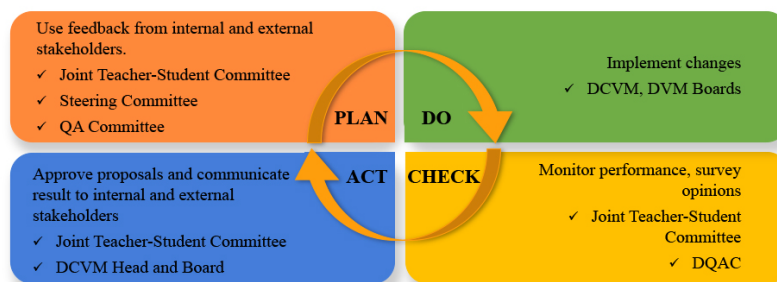 Use feedback from internal and external
stakeholders.
✓ Joint Teacher-Student Committee
✓ Steering Committee
✓ QA Committee
PLAN
DO
Implement changes
✓ DCVM, DVM Boards
Approve proposals and communicate
result to internal and external
stakeholders
✓ Joint Teacher-Student Committee
✓ DCVM Head and Board
ACT
CHECK
Monitor performance, survey
opinions
✓ Joint Teacher-Student
Committee
✓ DQAC